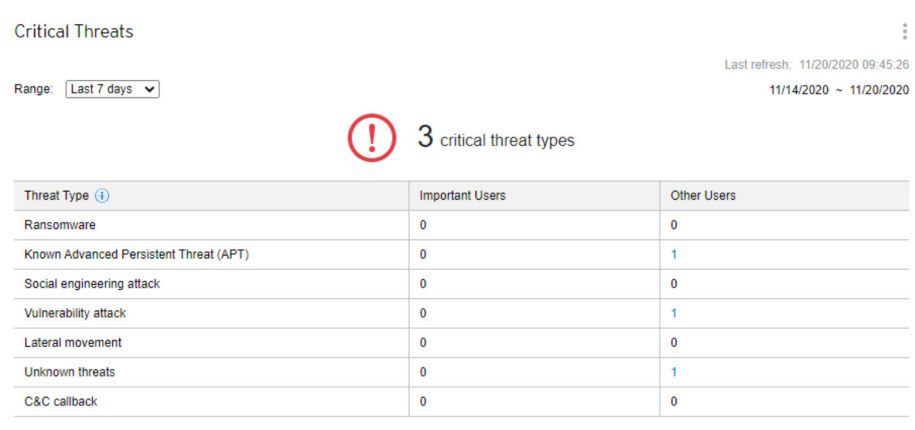 Critical Threats
Last refresh: 11/20/2020 09:45:26
Range: Last 7 days 11/14/2020 ~ 11/20/2020
3 critical threat types
Threat Type Important Users Other Users
Ransomware 0 0
Known Advanced Persistent Threat (APT) 0 1
Social engineering attack 0 0
Vulnerability attack 0 1
Lateral movement 0 0
Unknown threats 0 1
C&C callback 0 0